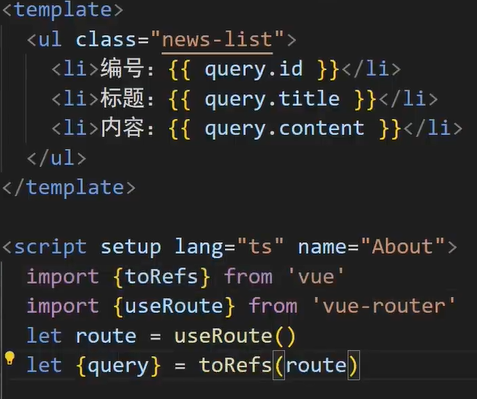 <template>
<ul class="news-list">
<li>编号：{{ query.id }}</li>
<li>标题：{{ query.title }}</li>
<li>内容：{{ query.content }}</li>
</ul>
</template>
<script setup lang="ts" name="About">
import {toRefs} from 'vue'
import {useRoute} from 'vue-router'
let route = useRoute()
let {query} = toRefs(route)